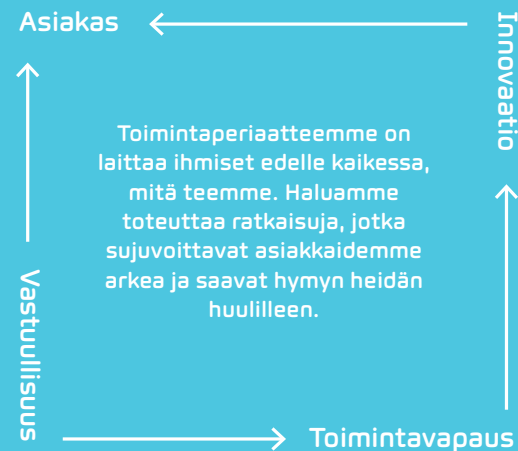 Asiakas
Innovaatio
Toimintaperiaatteemme on
laittaa ihmiset edelle kaikessa,
mitä teemme. Haluamme
toteuttaa ratkaisuja, jotka
sujuvoittavat asiakkaidemme
arkea ja saavat hymyn heidän
huulilleen.
Vastuullisuus
Toimintavapaus